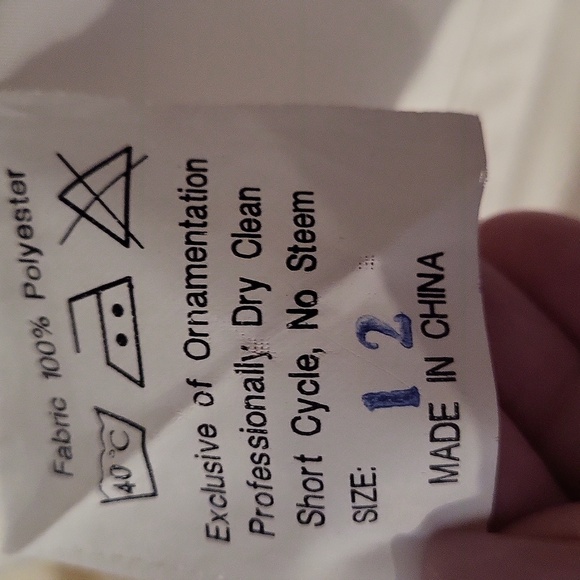 Fabric 100% Polyester
40°C
Exclusive of Ornamentation
Professionally Dry Clean
Short Cycle, No Steem
SIZE: 12
MADE IN CHINA